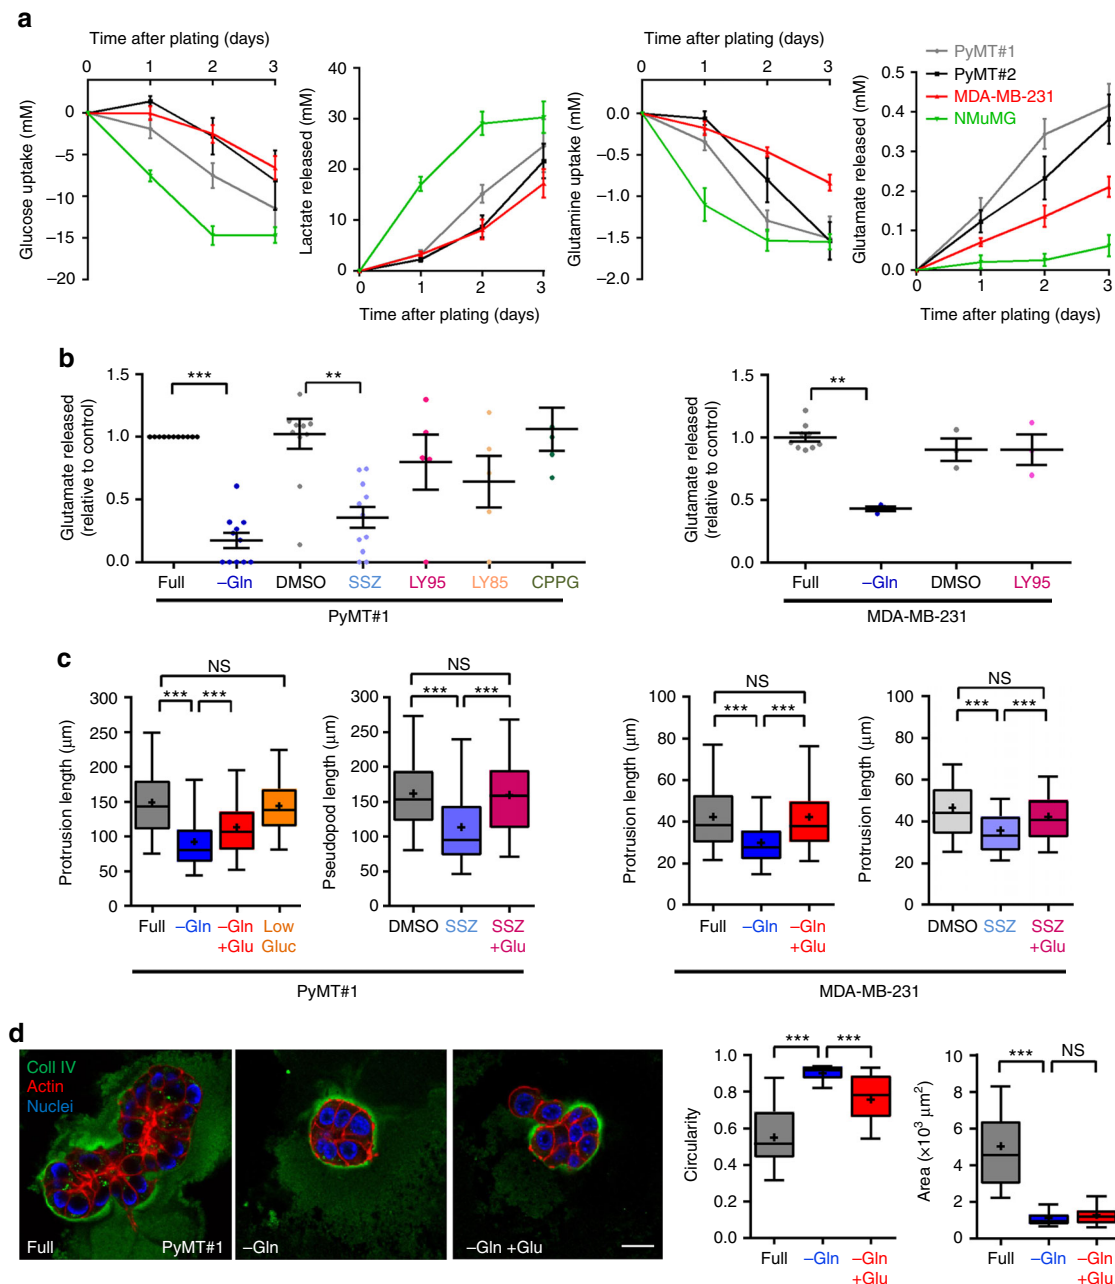 a
Time after plating (days)
0 1 2 3
Glucose uptake (mM)
0
–5
–10
–15
–20
Lactate released (mM)
40
30
20
10
0
0 1 2 3
Time after plating (days)
Time after plating (days)
0 1 2 3
Glutamine uptake (mM)
0.0
–0.5
–1.0
–1.5
–2.0
Glutamate released (mM)
0.5
0.4
0.3
0.2
0.1
0.0
0 1 2 3
Time after plating (days)
PyMT#1
PyMT#2
MDA-MB-231
NMuMG
b
Glutamate released
(relative to control)
1.5
1.0
0.5
0.0
***
**
Full –Gln DMSO SSZ LY95 LY85 CPPG
PyMT#1
Glutamate released
(relative to control)
1.5
1.0
0.5
0.0
**
Full –Gln DMSO LY95
MDA-MB-231
c
Protrusion length (μm)
300
250
200
150
100
50
0
NS
*** ***
Full –Gln –Gln +Glu Low Gluc
Pseudopod length (μm)
300
250
200
150
100
50
0
NS
*** ***
DMSO SSZ SSZ +Glu
PyMT#1
Protrusion length (μm)
100
80
60
40
20
0
NS
*** ***
Full –Gln –Gln +Glu
Protrusion length (μm)
100
80
60
40
20
0
NS
*** ***
DMSO SSZ SSZ +Glu
MDA-MB-231
d
Coll IV
Actin
Nuclei
Full PyMT#1
–Gln
–Gln +Glu
Circularity
1.0
0.8
0.6
0.4
0.2
0.0
*** ***
Full –Gln –Gln +Glu
Area (×10³ μm²)
10
8
6
4
2
0
*** NS
Full –Gln –Gln +Glu